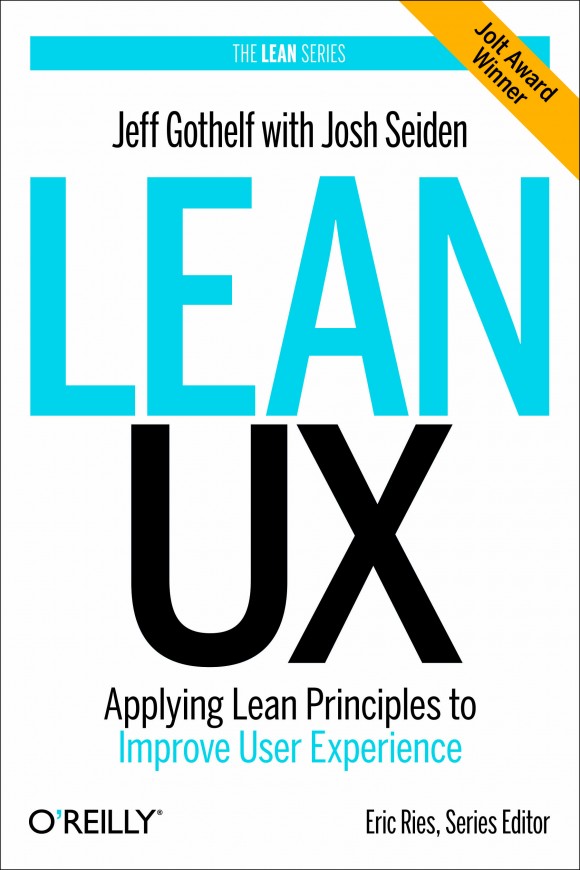 THE LEAN SERIES
Jolt Award
Winner
Jeff Gothelf with Josh Seiden
LEAN
UX
Applying Lean Principles to
Improve User Experience
O'REILLY®
Eric Ries, Series Editor